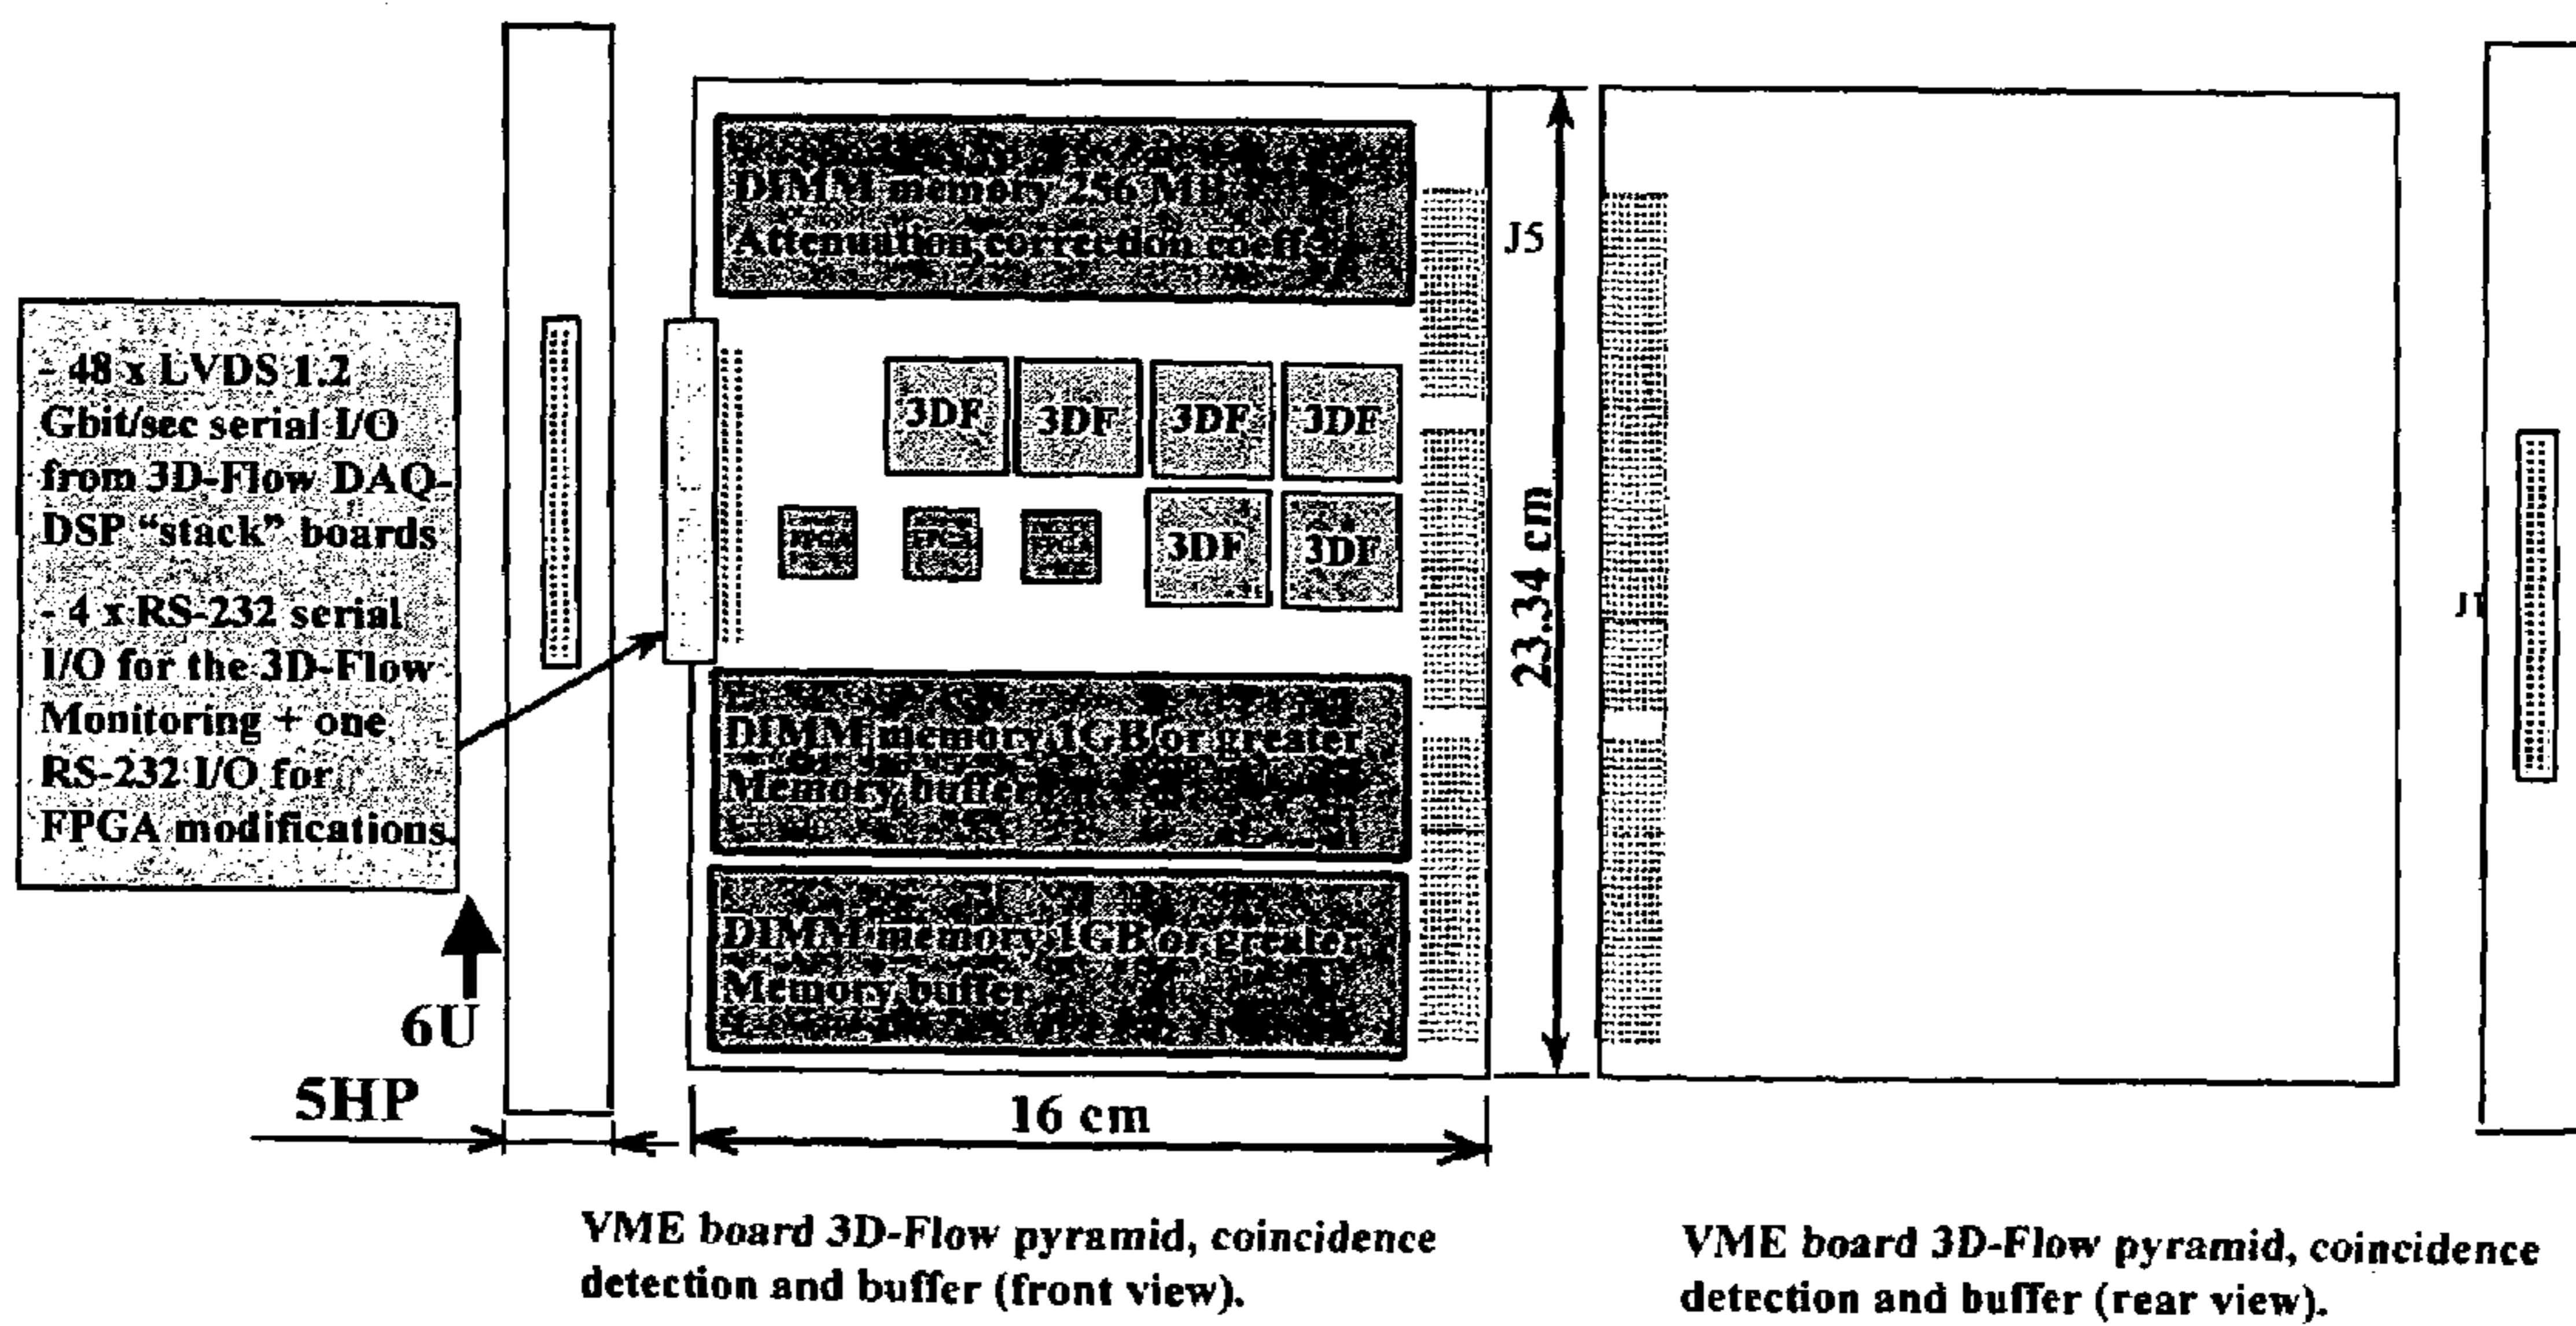 - 48 x LVDS 1.2
Gbit/sec serial I/O
from 3D-Flow DAQ-
DSP “stack” boards
- 4 x RS-232 serial
I/O for the 3D-Flow
Monitoring + one
RS-232 I/O for
FPGA modifications.
6U
5HP
DIMM memory 256 MB
Attenuation correction coeff.
3DF
3DF
3DF
3DF
FPGA
FPGA
FPGA
3DF
3DF
DIMM memory 1GB or greater
Memory buffer
DIMM memory 1GB or greater
Memory buffer
16 cm
J5
23.34 cm
VME board 3D-Flow pyramid, coincidence
detection and buffer (front view).
VME board 3D-Flow pyramid, coincidence
detection and buffer (rear view).